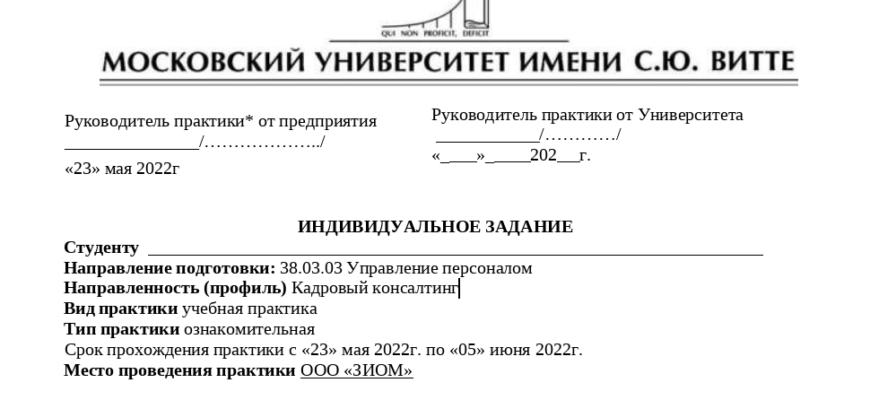 QUI NON PROFICIT, DEFICIT
МОСКОВСКИЙ УНИВЕРСИТЕТ ИМЕНИ С.Ю. ВИТТЕ
Руководитель практики* от предприятия
_______________/………………../
«23» мая 2022г
Руководитель практики от Университета
____________/…………/
«____»_____202___г.
ИНДИВИДУАЛЬНОЕ ЗАДАНИЕ
Студенту ______________________________________________________________________
Направление подготовки: 38.03.03 Управление персоналом
Направленность (профиль) Кадровый консалтинг
Вид практики учебная практика
Тип практики ознакомительная
Срок прохождения практики с «23» мая 2022г. по «05» июня 2022г.
Место проведения практики ООО «ЗИОМ»